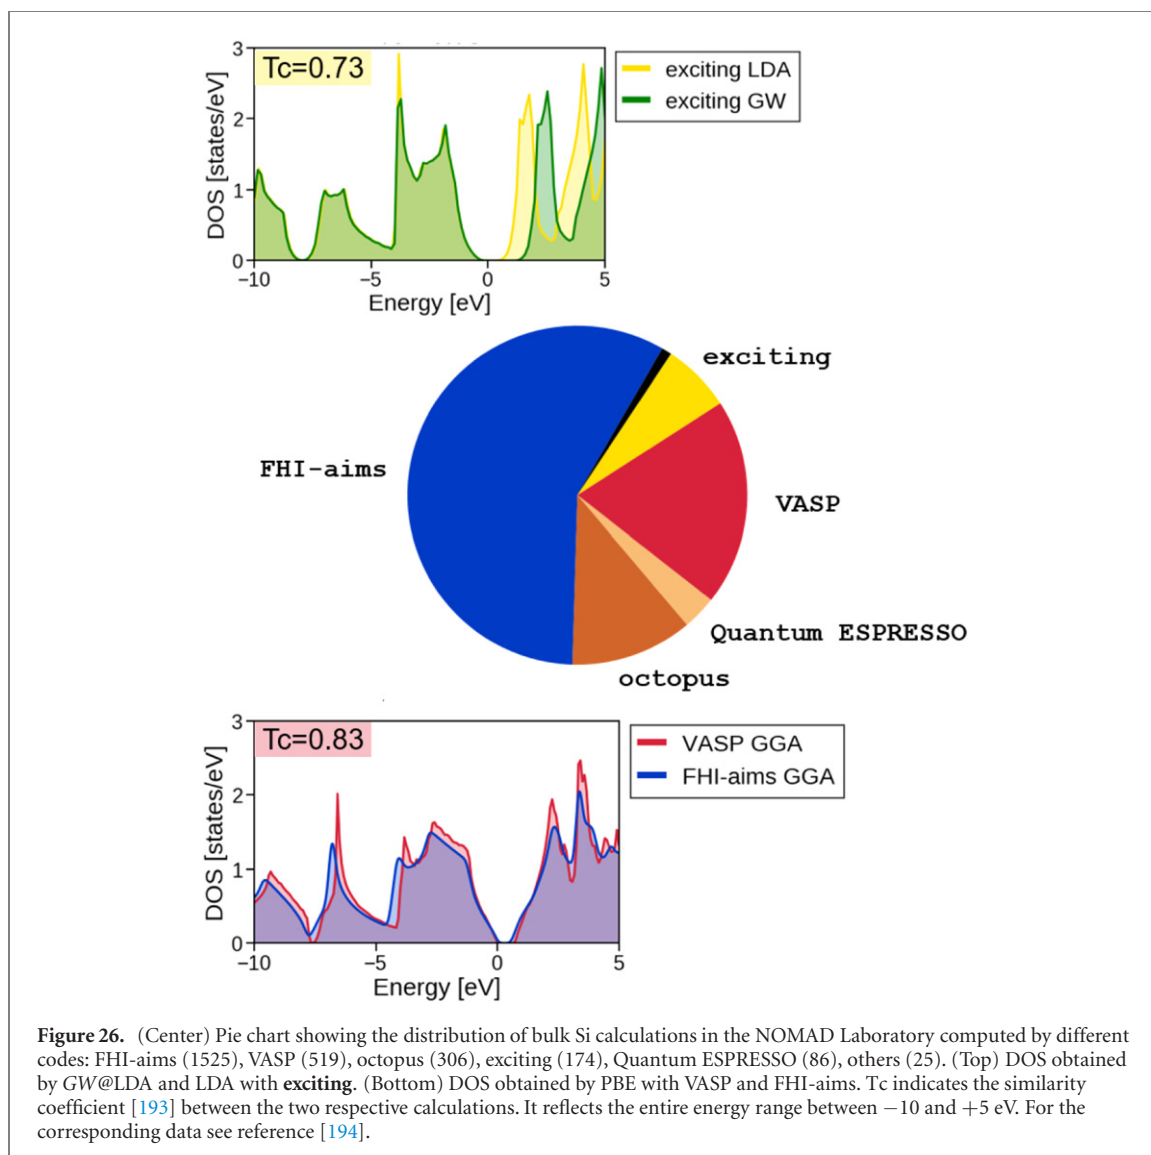 Tc=0.73
exciting LDA
exciting GW
DOS [states/eV]
3
2
1
0
−10
−5
0
5
Energy [eV]
exciting
FHI-aims
VASP
Quantum ESPRESSO
octopus
Tc=0.83
VASP GGA
FHI-aims GGA
DOS [states/eV]
3
2
1
0
−10
−5
0
5
Energy [eV]
Figure 26. (Center) Pie chart showing the distribution of bulk Si calculations in the NOMAD Laboratory computed by different
codes: FHI-aims (1525), VASP (519), octopus (306), exciting (174), Quantum ESPRESSO (86), others (25). (Top) DOS obtained
by GW@LDA and LDA with exciting. (Bottom) DOS obtained by PBE with VASP and FHI-aims. Tc indicates the similarity
coefficient [193] between the two respective calculations. It reflects the entire energy range between −10 and +5 eV. For the
corresponding data see reference [194].